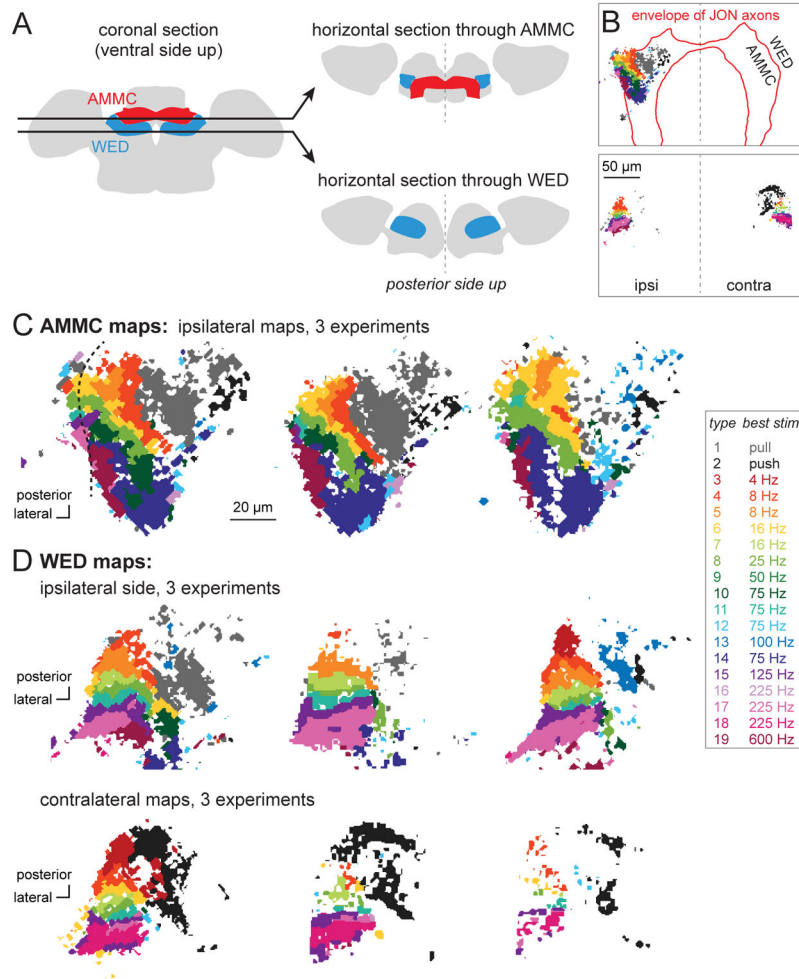 A
coronal section
(ventral side up)
AMMC
WED
horizontal section through AMMC
horizontal section through WED
posterior side up
B
envelope of JON axons
WED
AMMC
50 μm
ipsi
contra
C AMMC maps: ipsilateral maps, 3 experiments
posterior
lateral
20 μm
D WED maps:
ipsilateral side, 3 experiments
posterior
lateral
contralateral maps, 3 experiments
posterior
lateral
type best stim
1 pull
2 push
3 4 Hz
4 8 Hz
5 8 Hz
6 16 Hz
7 16 Hz
8 25 Hz
9 50 Hz
10 75 Hz
11 75 Hz
12 75 Hz
13 100 Hz
14 75 Hz
15 125 Hz
16 225 Hz
17 225 Hz
18 225 Hz
19 600 Hz